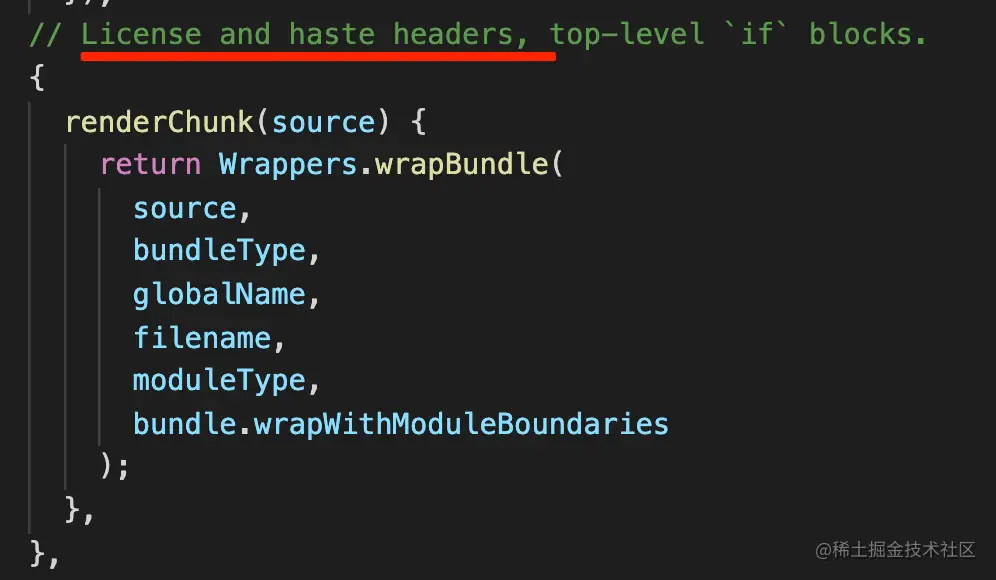 // License and haste headers, top-level `if` blocks.
{
renderChunk(source) {
return Wrappers.wrapBundle(
source,
bundleType,
globalName,
filename,
moduleType,
bundle.wrapWithModuleBoundaries
);
},
},
@稀土掘金技术社区